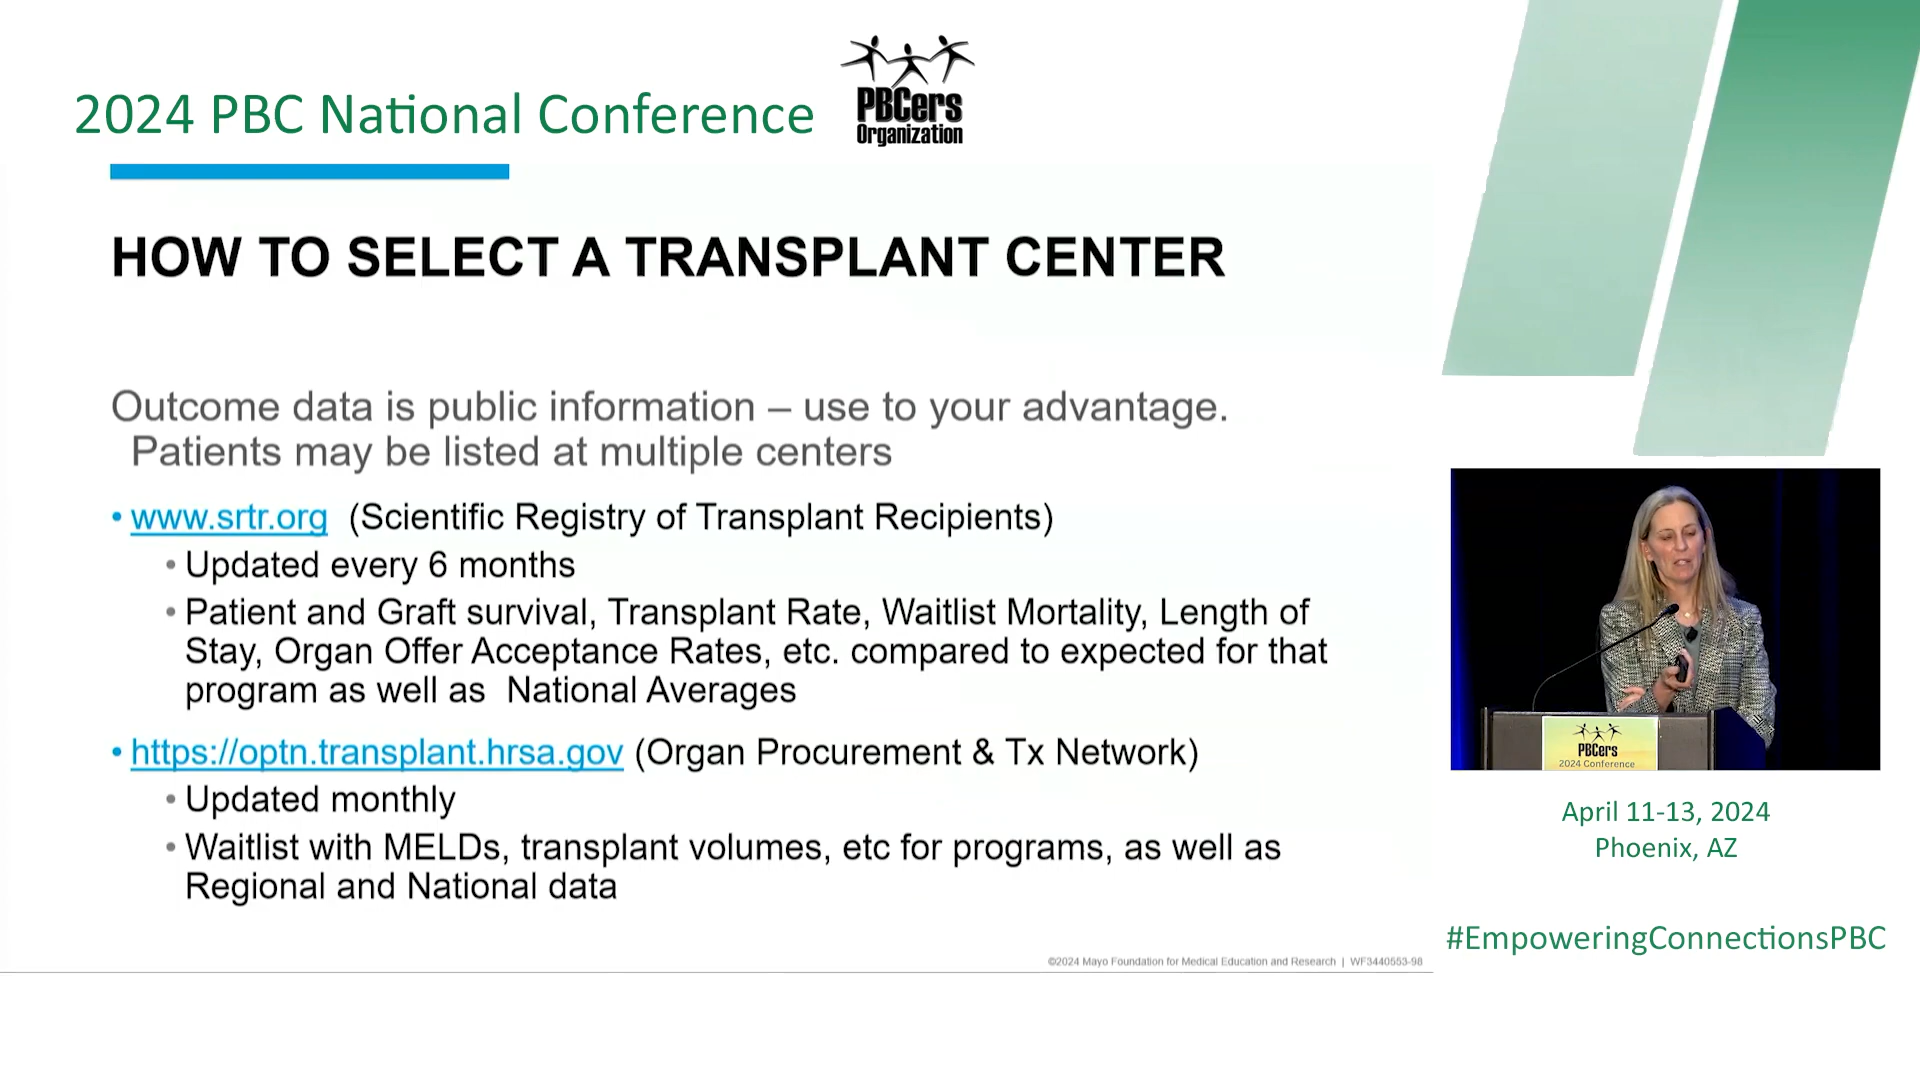 2024 PBC National Conference
PBCers
Organization
HOW TO SELECT A TRANSPLANT CENTER
Outcome data is public information – use to your advantage.
Patients may be listed at multiple centers
• www.srtr.org (Scientific Registry of Transplant Recipients)
• Updated every 6 months
• Patient and Graft survival, Transplant Rate, Waitlist Mortality, Length of
Stay, Organ Offer Acceptance Rates, etc. compared to expected for that
program as well as National Averages
• https://optn.transplant.hrsa.gov (Organ Procurement & Tx Network)
• Updated monthly
• Waitlist with MELDs, transplant volumes, etc for programs, as well as
Regional and National data
©2024 Mayo Foundation for Medical Education and Research | WF3440553-98
PBCers
2024 Conference
April 11-13, 2024
Phoenix, AZ
#EmpoweringConnectionsPBC